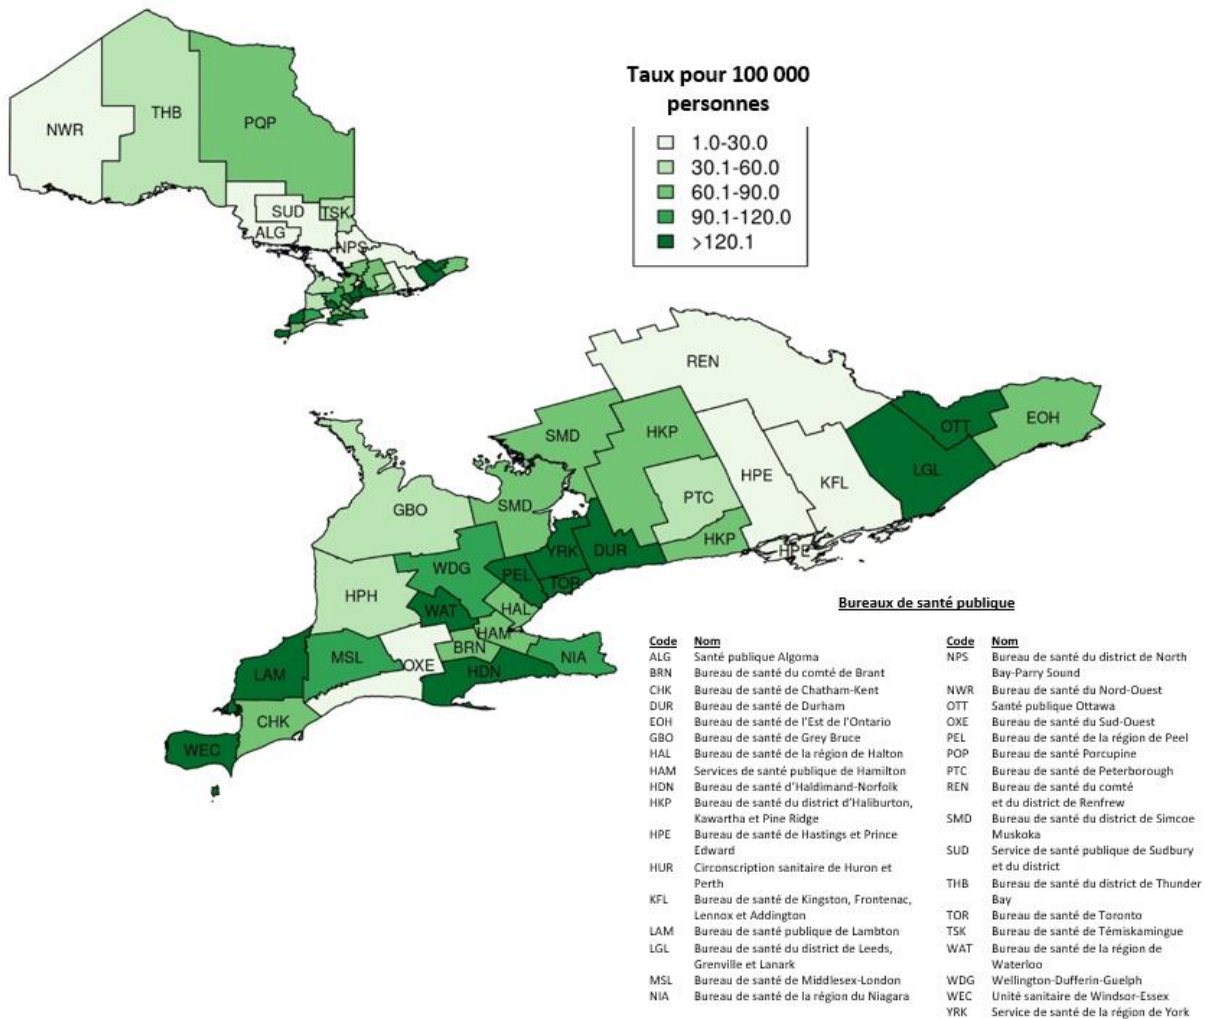 Taux pour 100 000
personnes
1.0-30.0
30.1-60.0
60.1-90.0
90.1-120.0
>120.1
NWR
THB
PQP
SUD
TSK
ALG
NPS
REN
SMD
HKP
OTT
EOH
LGL
HPE
KFL
PTC
GBO
SMD
HKP
YRK
DUR
HPE
WDG
PEL
TOR
HPH
WAT
HAL
HAM
BRN
MSL
OXE
NIA
LAM
HDN
CHK
WEC
Bureaux de santé publique
Code Nom
ALG Santé publique Algoma
BRN Bureau de santé du comté de Brant
CHK Bureau de santé de Chatham-Kent
DUR Bureau de santé de Durham
EOH Bureau de santé de l'Est de l'Ontario
GBO Bureau de santé de Grey Bruce
HAL Bureau de santé de la région de Halton
HAM Services de santé publique de Hamilton
HDN Bureau de santé d'Haldimand-Norfolk
HKP Bureau de santé du district d'Haliburton,
Kawartha et Pine Ridge
HPE Bureau de santé de Hastings et Prince
Edward
HUR Circonscription sanitaire de Huron et
Perth
KFL Bureau de santé de Kingston, Frontenac,
Lennox et Addington
LAM Bureau de santé publique de Lambton
LGL Bureau de santé du district de Leeds,
Grenville et Lanark
MSL Bureau de santé de Middlesex-London
NIA Bureau de santé de la région du Niagara
Code Nom
NPS Bureau de santé du district de North
Bay-Parry Sound
NWR Bureau de santé du Nord-Ouest
OTT Santé publique Ottawa
OXE Bureau de santé du Sud-Ouest
PEL Bureau de santé de la région de Peel
POP Bureau de santé Porcupine
PTC Bureau de santé de Peterborough
REN Bureau de santé du comté
et du district de Renfrew
SMD Bureau de santé du district de Simcoe
Muskoka
SUD Service de santé publique de Sudbury
et du district
THB Bureau de santé du district de Thunder
Bay
TOR Bureau de santé de Toronto
TSK Bureau de santé de Témiskamingue
WAT Bureau de santé de la région de
Waterloo
WDG Wellington-Dufferin-Guelph
WEC Unité sanitaire de Windsor-Essex
YRK Service de santé de la région de York